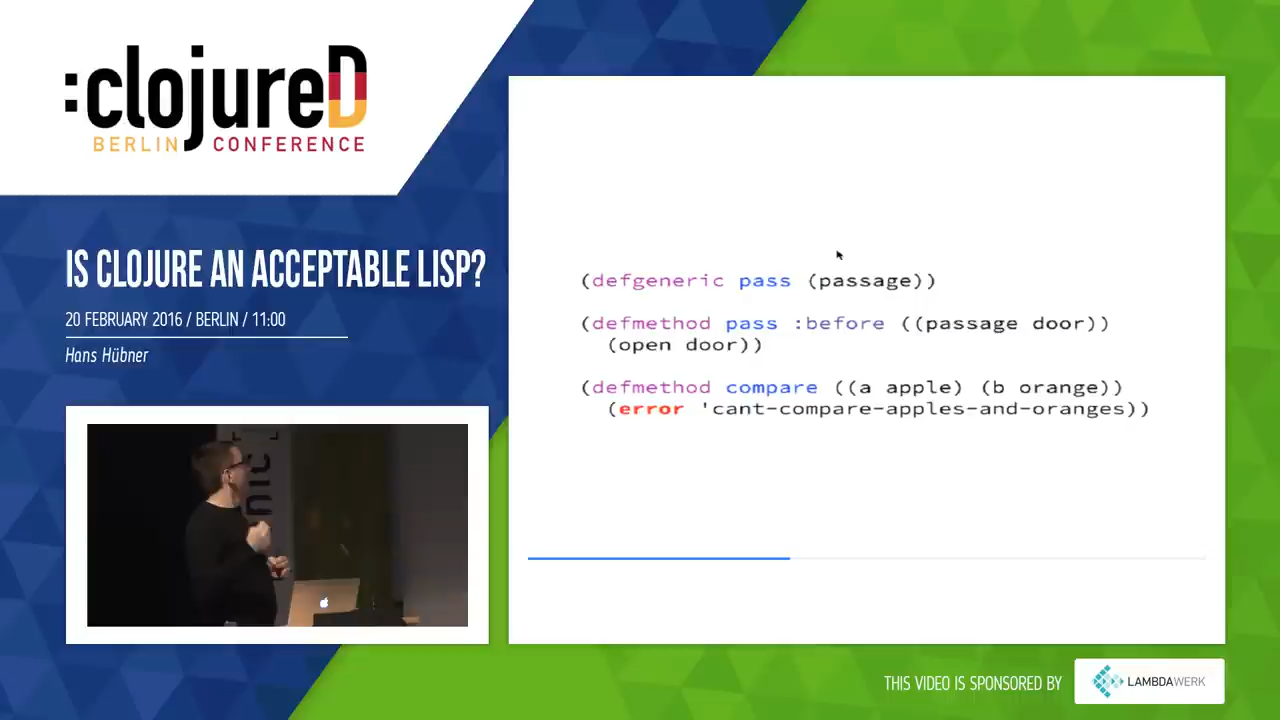 :clojureD
BERLIN CONFERENCE
IS CLOJURE AN ACCEPTABLE LISP?
20 FEBRUARY 2016 / BERLIN / 11:00
Hans Hübner
(defgeneric pass (passage))
(defmethod pass :before ((passage door))
(open door))
(defmethod compare ((a apple) (b orange))
(error 'cant-compare-apples-and-oranges))
THIS VIDEO IS SPONSORED BY
LAMBDAWERK